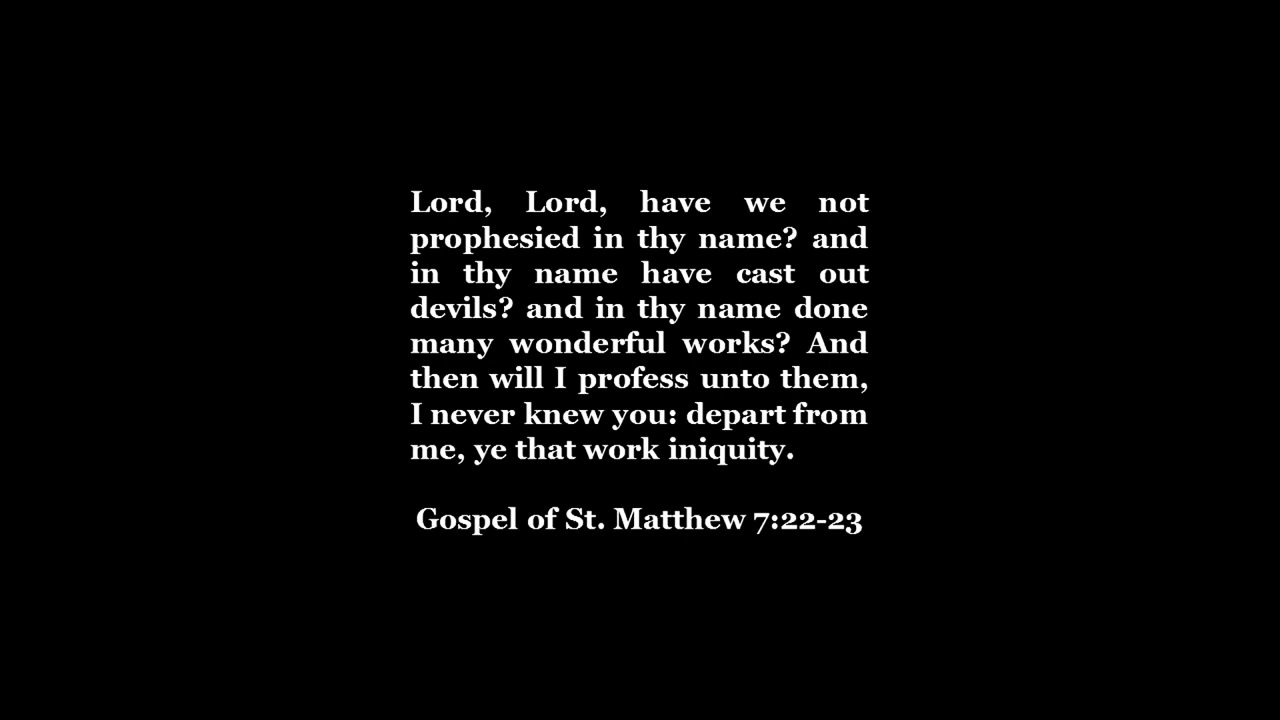 Lord, Lord, have we not
prophesied in thy name? and
in thy name have cast out
devils? and in thy name done
many wonderful works? And
then will I profess unto them,
I never knew you: depart from
me, ye that work iniquity.
Gospel of St. Matthew 7:22-23